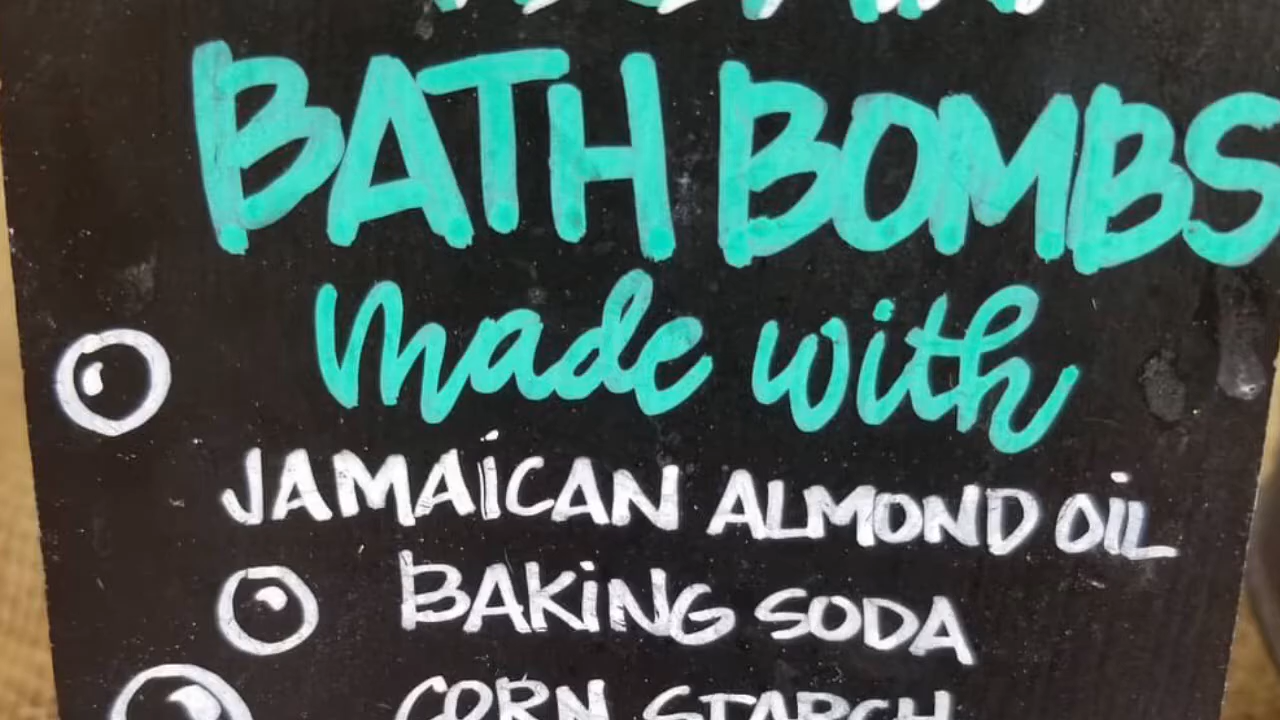 BATH BOMBS
made with
JAMAiCAN ALMOND OiL
BAKiNG SODA
CORN STARCH